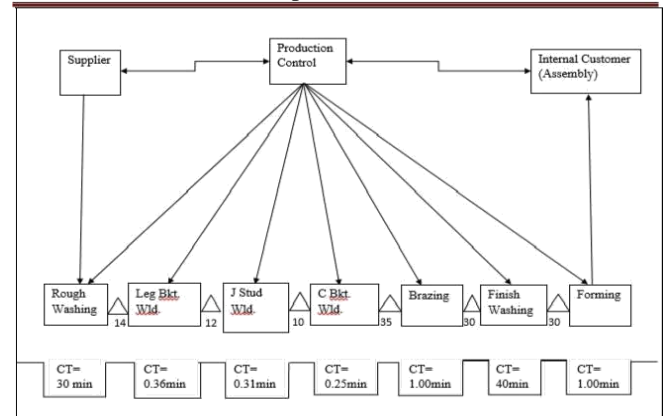 Supplier
Production
Control
Internal Customer
(Assembly)
Rough
Washing
14
Leg Bkt.
Wld.
12
J Stud
Wld.
10
C Bkt.
Wld.
35
Brazing
30
Finish
Washing
30
Forming
CT=
30 min
CT=
0.36min
CT=
0.31min
CT=
0.25min
CT=
1.00min
CT=
40min
CT=
1.00min